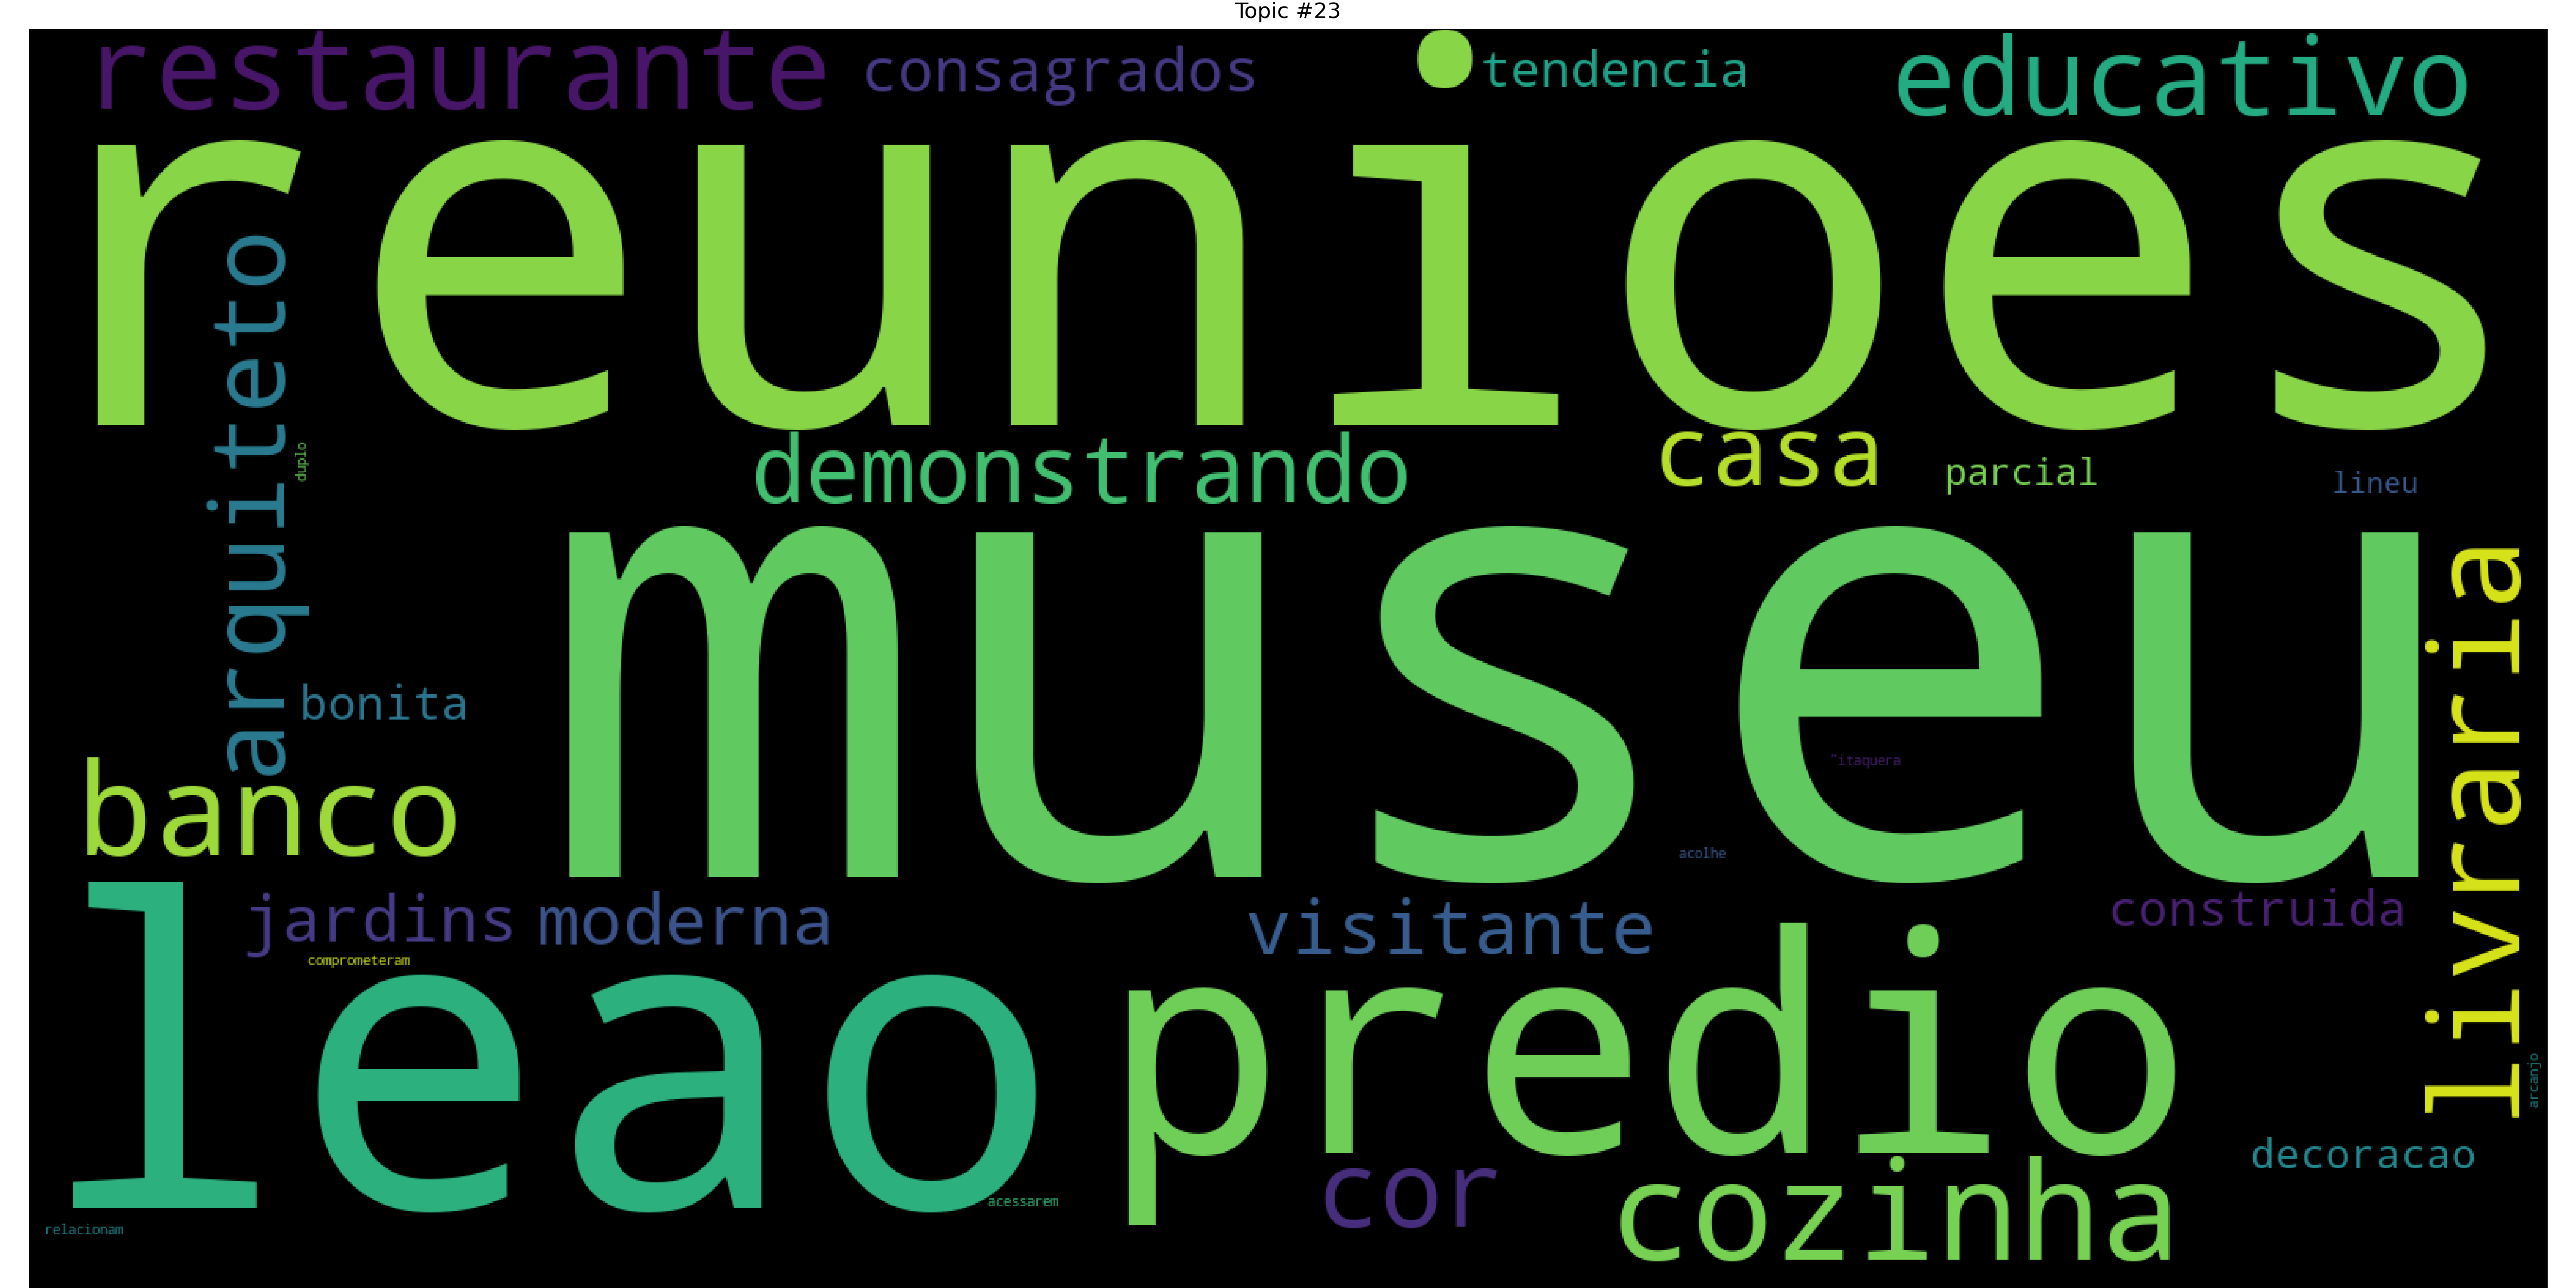 Topic #23
restaurante
consagrados
tendencia
educativo
reunioes
arquiteto
duplo
demonstrando
casa
parcial
lineu
museu
livraria
bonita
banco
"itaquera
acolhe
jardins
moderna
visitante
construida
comprometeram
leao
predio
arcanjo
decoracao
cor
cozinha
acessarem
relacionam